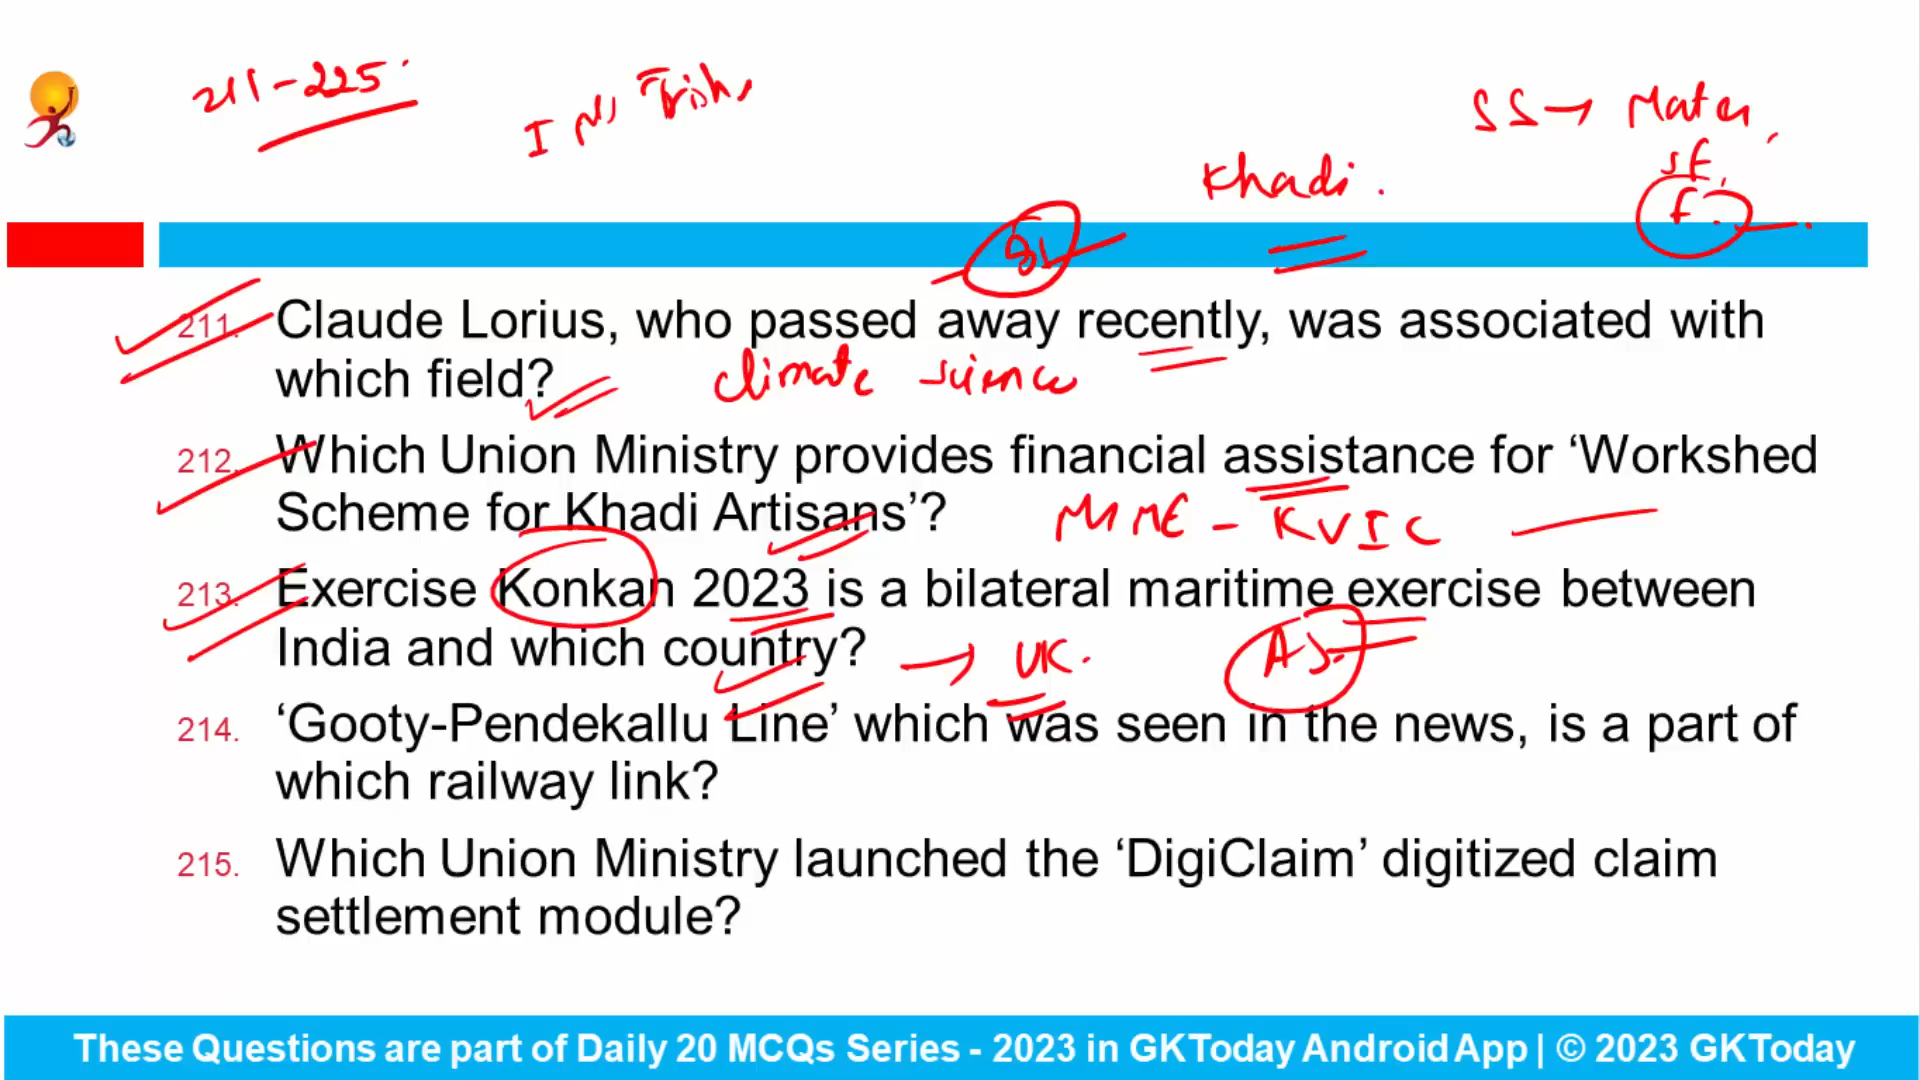 211-225.
Khadi.
211. Claude Lorius, who passed away recently, was associated with
which field?
climate science
212. Which Union Ministry provides financial assistance for ‘Workshed
Scheme for Khadi Artisans’?
- KVIC
213. Exercise Konkan 2023 is a bilateral maritime exercise between
India and which country?
→ UK.
214. ‘Gooty-Pendekallu Line’ which was seen in the news, is a part of
which railway link?
215. Which Union Ministry launched the ‘DigiClaim’ digitized claim
settlement module?
These Questions are part of Daily 20 MCQs Series - 2023 in GKToday Android App | © 2023 GKToday